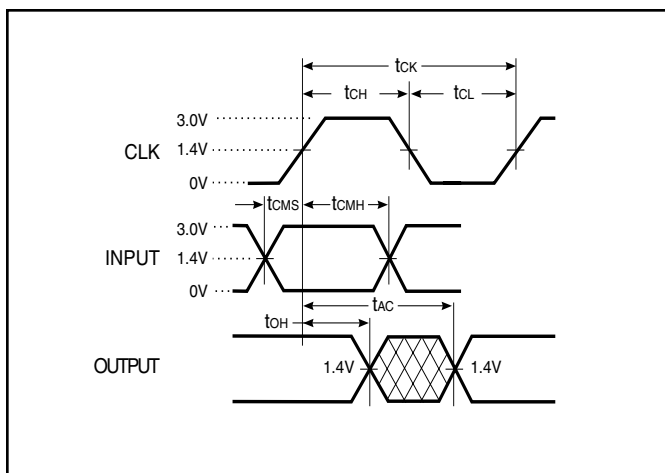 tCK
tCH tCL
3.0V
CLK 1.4V
0V
tCMS tCMH
3.0V
INPUT 1.4V
0V
tAC
tOH
OUTPUT 1.4V 1.4V